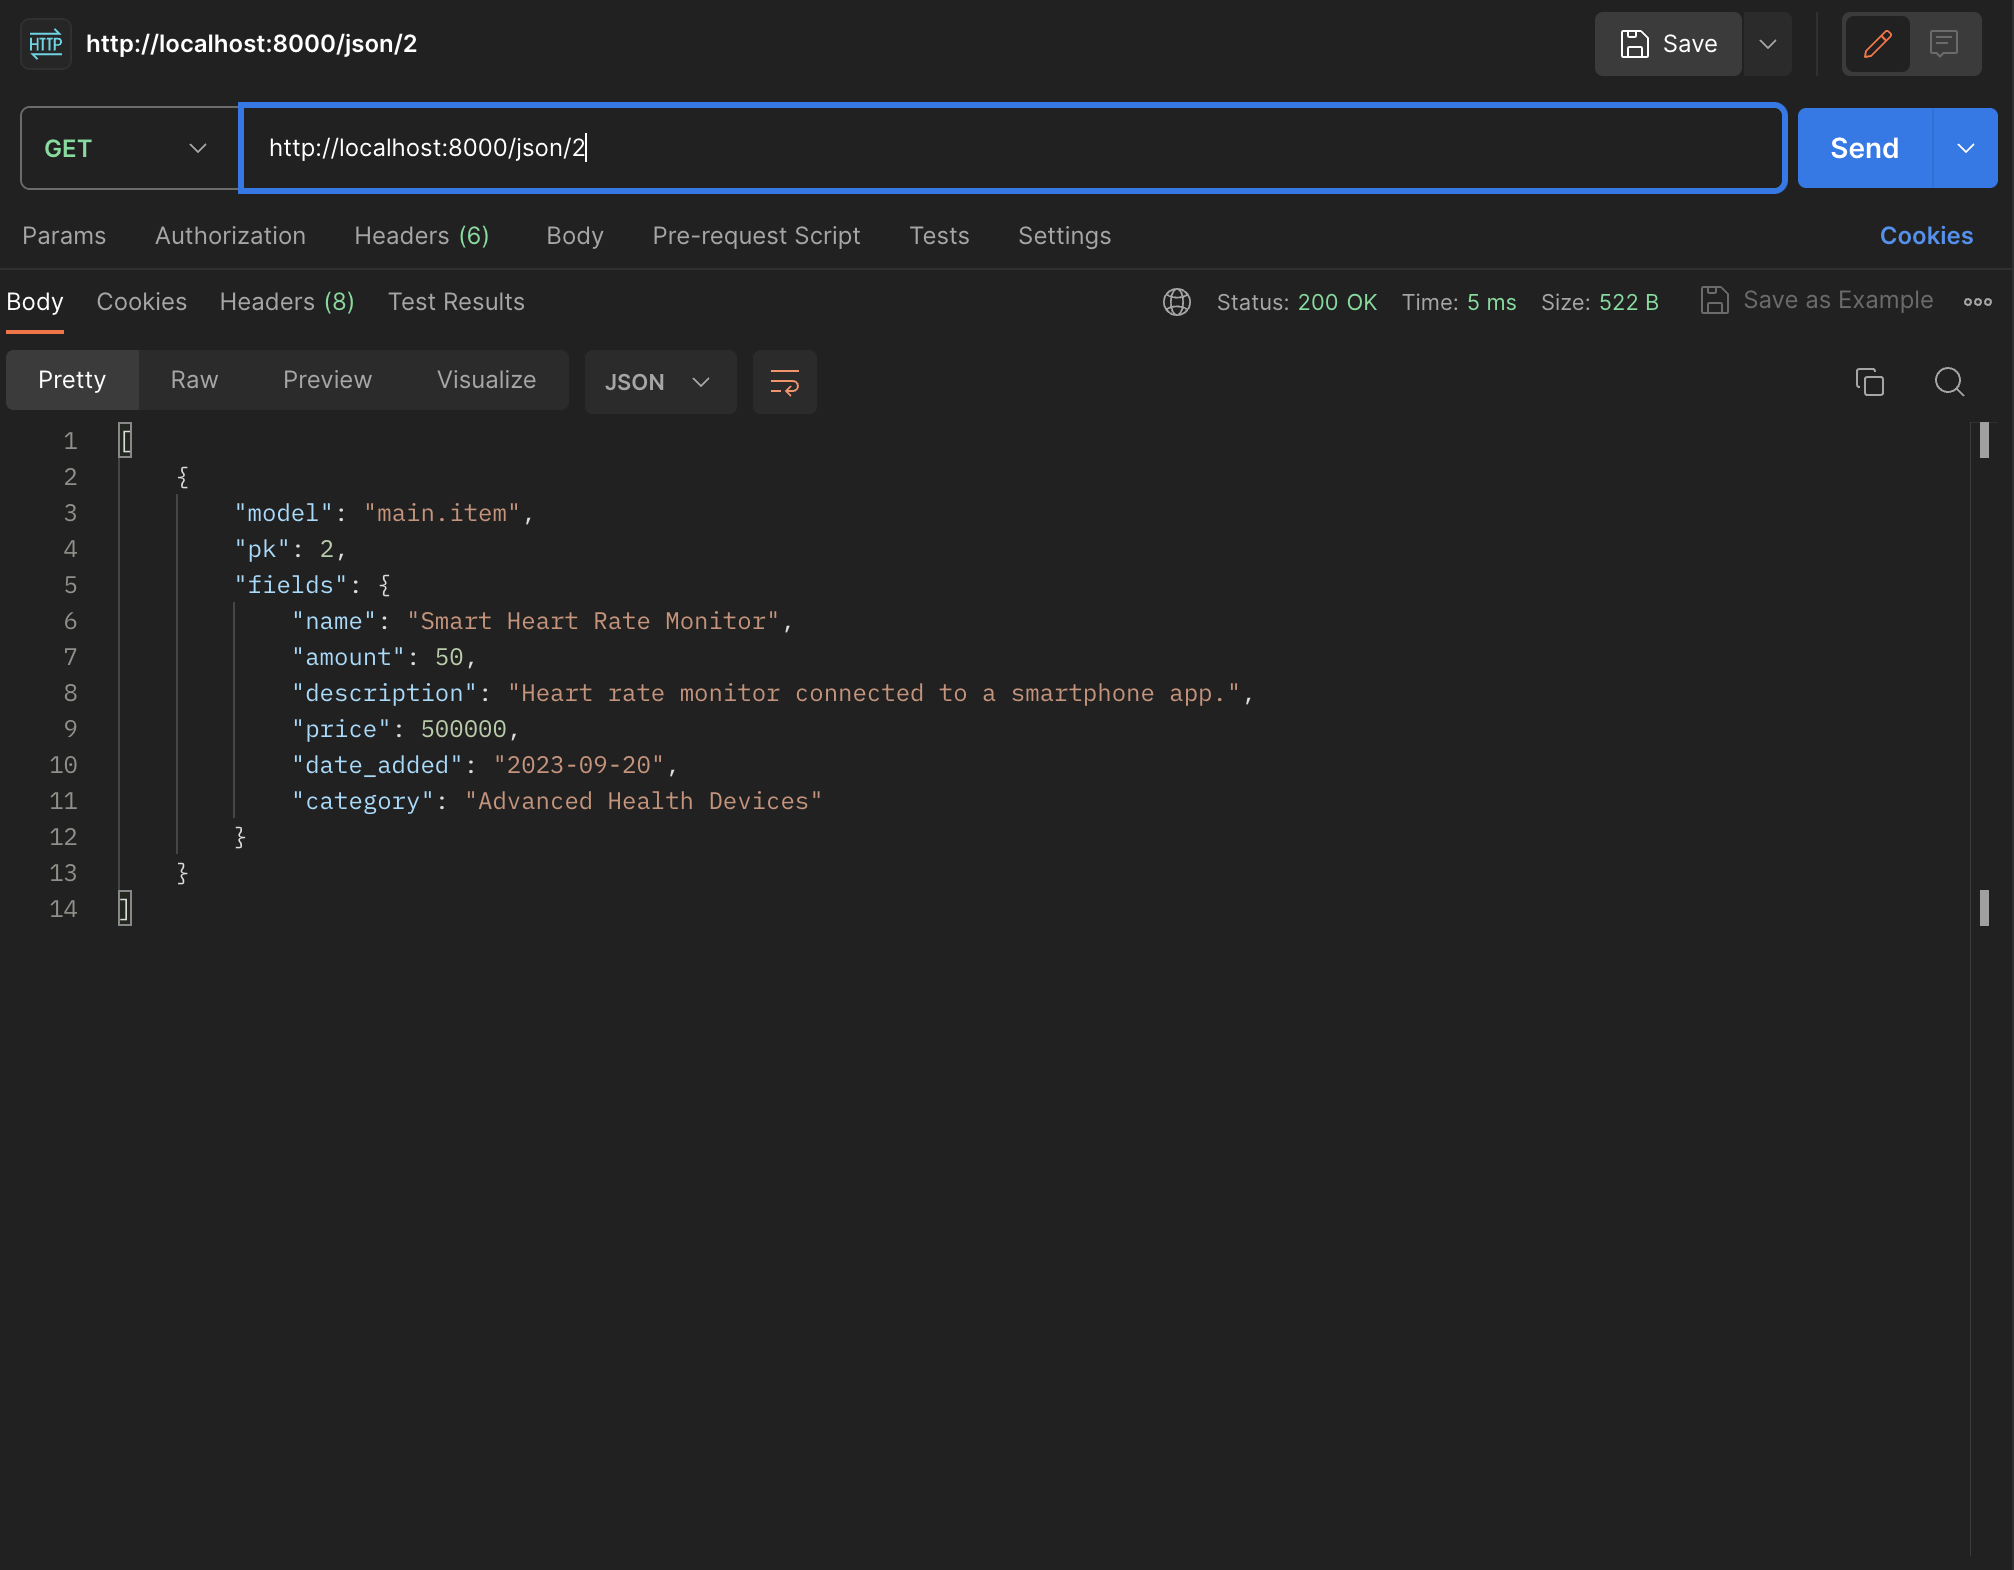 HTTP http://localhost:8000/json/2 Save
GET http://localhost:8000/json/2 Send
Params Authorization Headers (6) Body Pre-request Script Tests Settings Cookies
Body Cookies Headers (8) Test Results Status: 200 OK Time: 5 ms Size: 522 B Save as Example
Pretty Raw Preview Visualize JSON
1 [
2 {
3 "model": "main.item",
4 "pk": 2,
5 "fields": {
6 "name": "Smart Heart Rate Monitor",
7 "amount": 50,
8 "description": "Heart rate monitor connected to a smartphone app.",
9 "price": 500000,
10 "date_added": "2023-09-20",
11 "category": "Advanced Health Devices"
12 }
13 }
14 ]